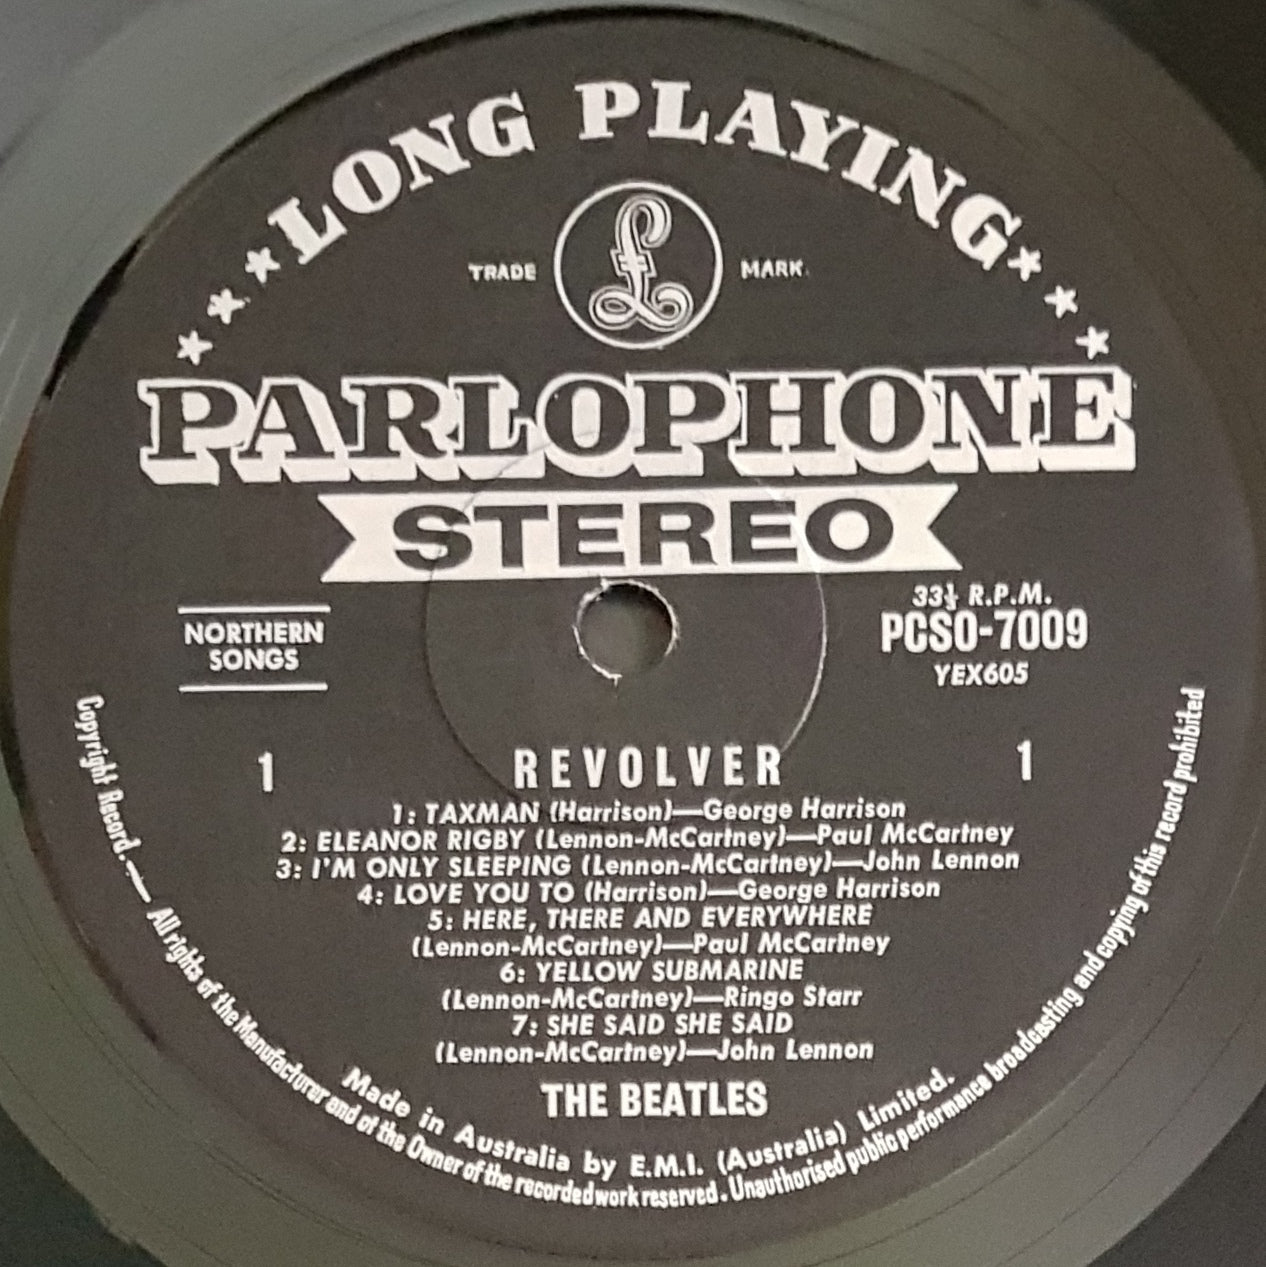 LONG PLAYING
TRADE £ MARK
PARLOPHONE
STEREO
33⅓ R.P.M.
PCSO-7009
YEX605
NORTHERN
SONGS
1 REVOLVER 1
1: TAXMAN (Harrison)—George Harrison
2: ELEANOR RIGBY (Lennon-McCartney)—Paul McCartney
3: I'M ONLY SLEEPING (Lennon-McCartney)—John Lennon
4: LOVE YOU TO (Harrison)—George Harrison
5: HERE, THERE AND EVERYWHERE
(Lennon-McCartney)—Paul McCartney
6: YELLOW SUBMARINE
(Lennon-McCartney)—Ringo Starr
7: SHE SAID SHE SAID
(Lennon-McCartney)—John Lennon
THE BEATLES
Made in Australia by E.M.I. (Australia) Limited.
Copyright Record.— All rights of the Manufacturer and of the Owner of the recorded work reserved. Unauthorised public performance broadcasting and copying of this record prohibited